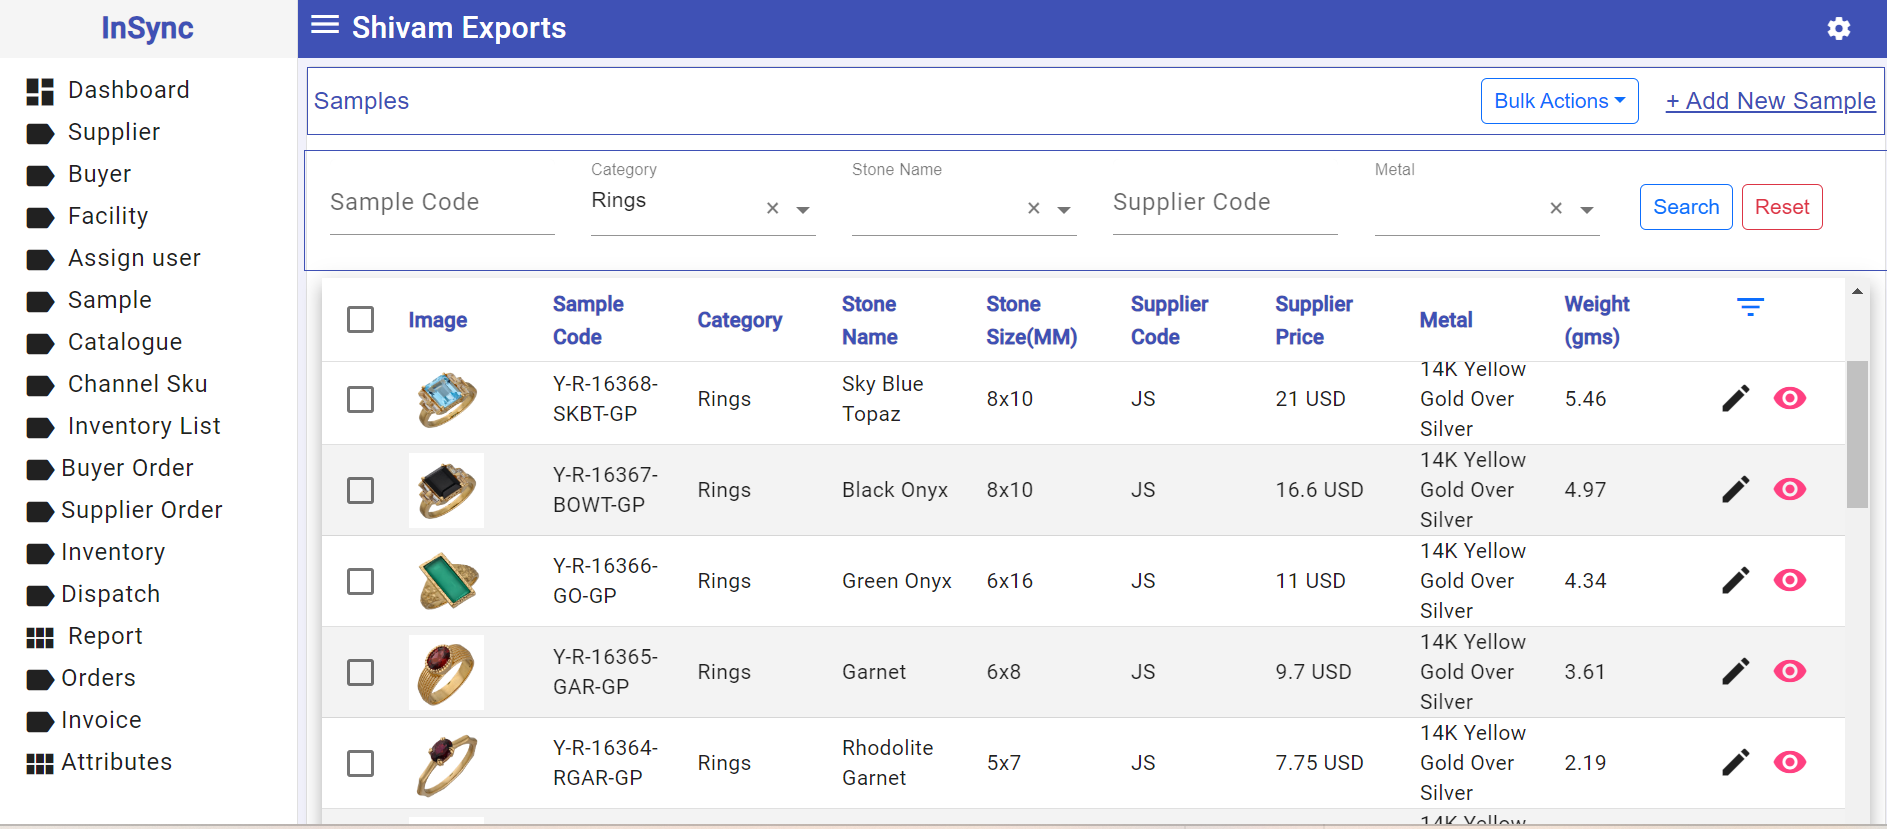 InSync
Shivam Exports
Dashboard
Supplier
Buyer
Facility
Assign user
Sample
Catalogue
Channel Sku
Inventory List
Buyer Order
Supplier Order
Inventory
Dispatch
Report
Orders
Invoice
Attributes
Samples
Bulk Actions
+ Add New Sample
Sample Code
Category
Rings
Stone Name
Supplier Code
Metal
Search
Reset
Image
Sample
Code
Category
Stone
Name
Stone
Size(MM)
Supplier
Code
Supplier
Price
Metal
Weight
(gms)
Y-R-16368-
SKBT-GP
Rings
Sky Blue
Topaz
8x10
JS
21 USD
14K Yellow
Gold Over
Silver
5.46
Y-R-16367-
BOWT-GP
Rings
Black Onyx
8x10
JS
16.6 USD
14K Yellow
Gold Over
Silver
4.97
Y-R-16366-
GO-GP
Rings
Green Onyx
6x16
JS
11 USD
14K Yellow
Gold Over
Silver
4.34
Y-R-16365-
GAR-GP
Rings
Garnet
6x8
JS
9.7 USD
14K Yellow
Gold Over
Silver
3.61
Y-R-16364-
RGAR-GP
Rings
Rhodolite
Garnet
5x7
JS
7.75 USD
14K Yellow
Gold Over
Silver
2.19
14K Yellow